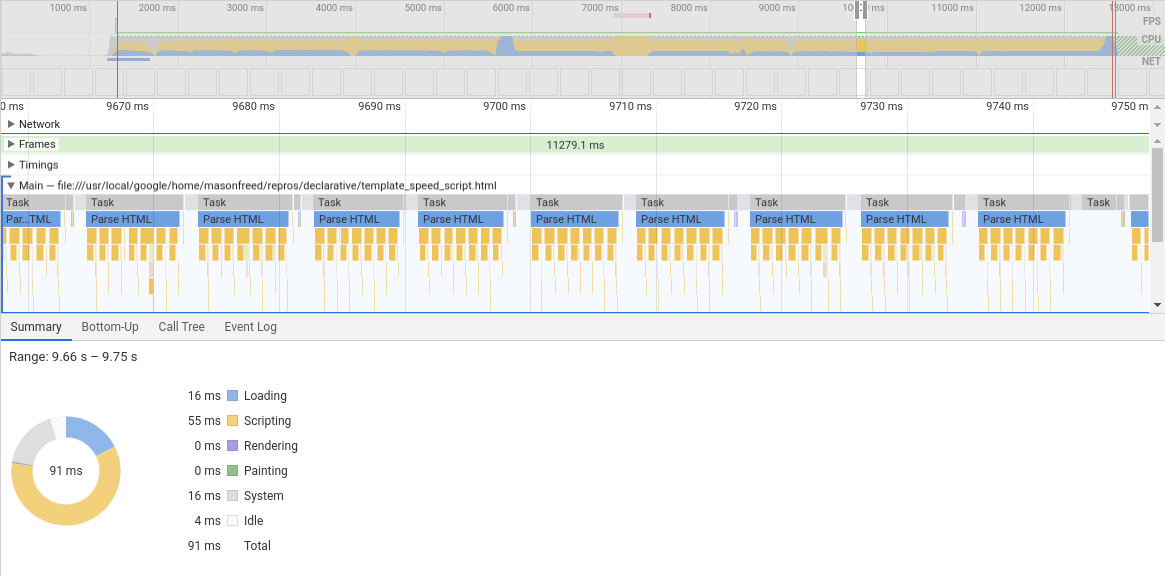 1000 ms 2000 ms 3000 ms 4000 ms 5000 ms 6000 ms 7000 ms 8000 ms 9000 ms 11000 ms 12000 ms 13000 ms
FPS
CPU
NET
0 ms 9670 ms 9680 ms 9690 ms 9700 ms 9710 ms 9720 ms 9730 ms 9740 ms 9750 m
Network
Frames 11279.1 ms
Timings
Main — file:///usr/local/google/home/masonfreed/repros/declarative/template_speed_script.html
Task Task Task Task Task Task Task Task Task Task Task
Par...TML Parse HTML Parse HTML Parse HTML Parse HTML Parse HTML Parse HTML Parse HTML Parse HTML Parse HTML
Summary Bottom-Up Call Tree Event Log
Range: 9.66 s – 9.75 s
16 ms Loading
55 ms Scripting
0 ms Rendering
91 ms
0 ms Painting
16 ms System
4 ms Idle
91 ms Total